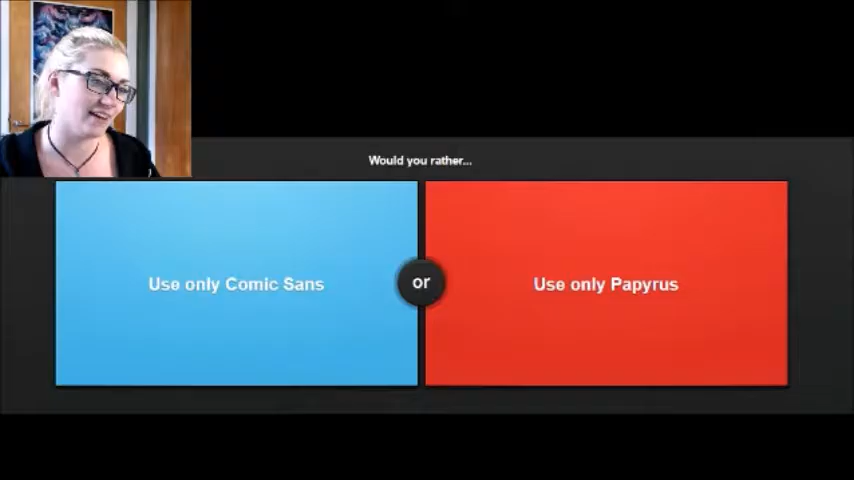 Would you rather...
Use only Comic Sans
or
Use only Papyrus